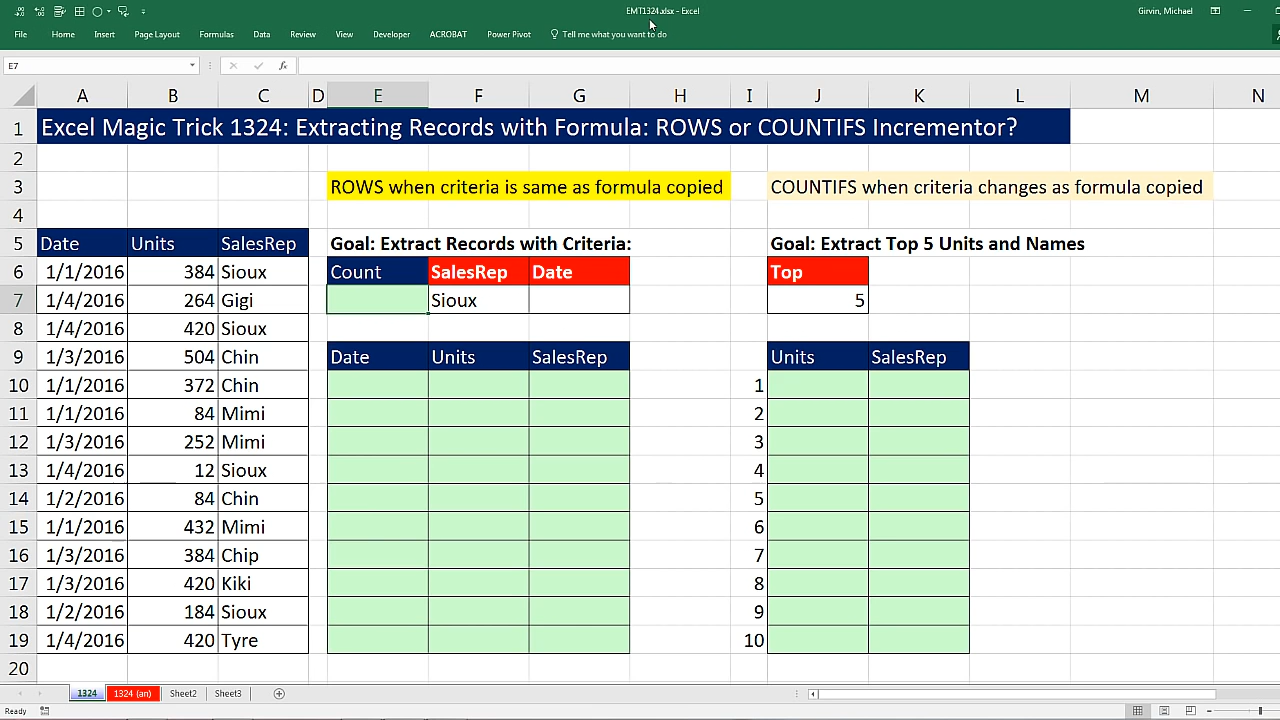 EMT1324.xlsx - Excel
Girvin, Michael
File Home Insert Page Layout Formulas Data Review View Developer ACROBAT Power Pivot Tell me what you want to do
E7 fx
A B C D E F G H I J K L M N
1 Excel Magic Trick 1324: Extracting Records with Formula: ROWS or COUNTIFS Incrementor?
2
3 ROWS when criteria is same as formula copied COUNTIFS when criteria changes as formula copied
4
5 Date Units SalesRep Goal: Extract Records with Criteria: Goal: Extract Top 5 Units and Names
6 1/1/2016 384 Sioux Count SalesRep Date Top
7 1/4/2016 264 Gigi Sioux 5
8 1/4/2016 420 Sioux
9 1/3/2016 504 Chin Date Units SalesRep Units SalesRep
10 1/1/2016 372 Chin 1
11 1/1/2016 84 Mimi 2
12 1/3/2016 252 Mimi 3
13 1/4/2016 12 Sioux 4
14 1/2/2016 84 Chin 5
15 1/1/2016 432 Mimi 6
16 1/3/2016 384 Chip 7
17 1/3/2016 420 Kiki 8
18 1/2/2016 184 Sioux 9
19 1/4/2016 420 Tyre 10
20
1324 1324 (an) Sheet2 Sheet3
Ready